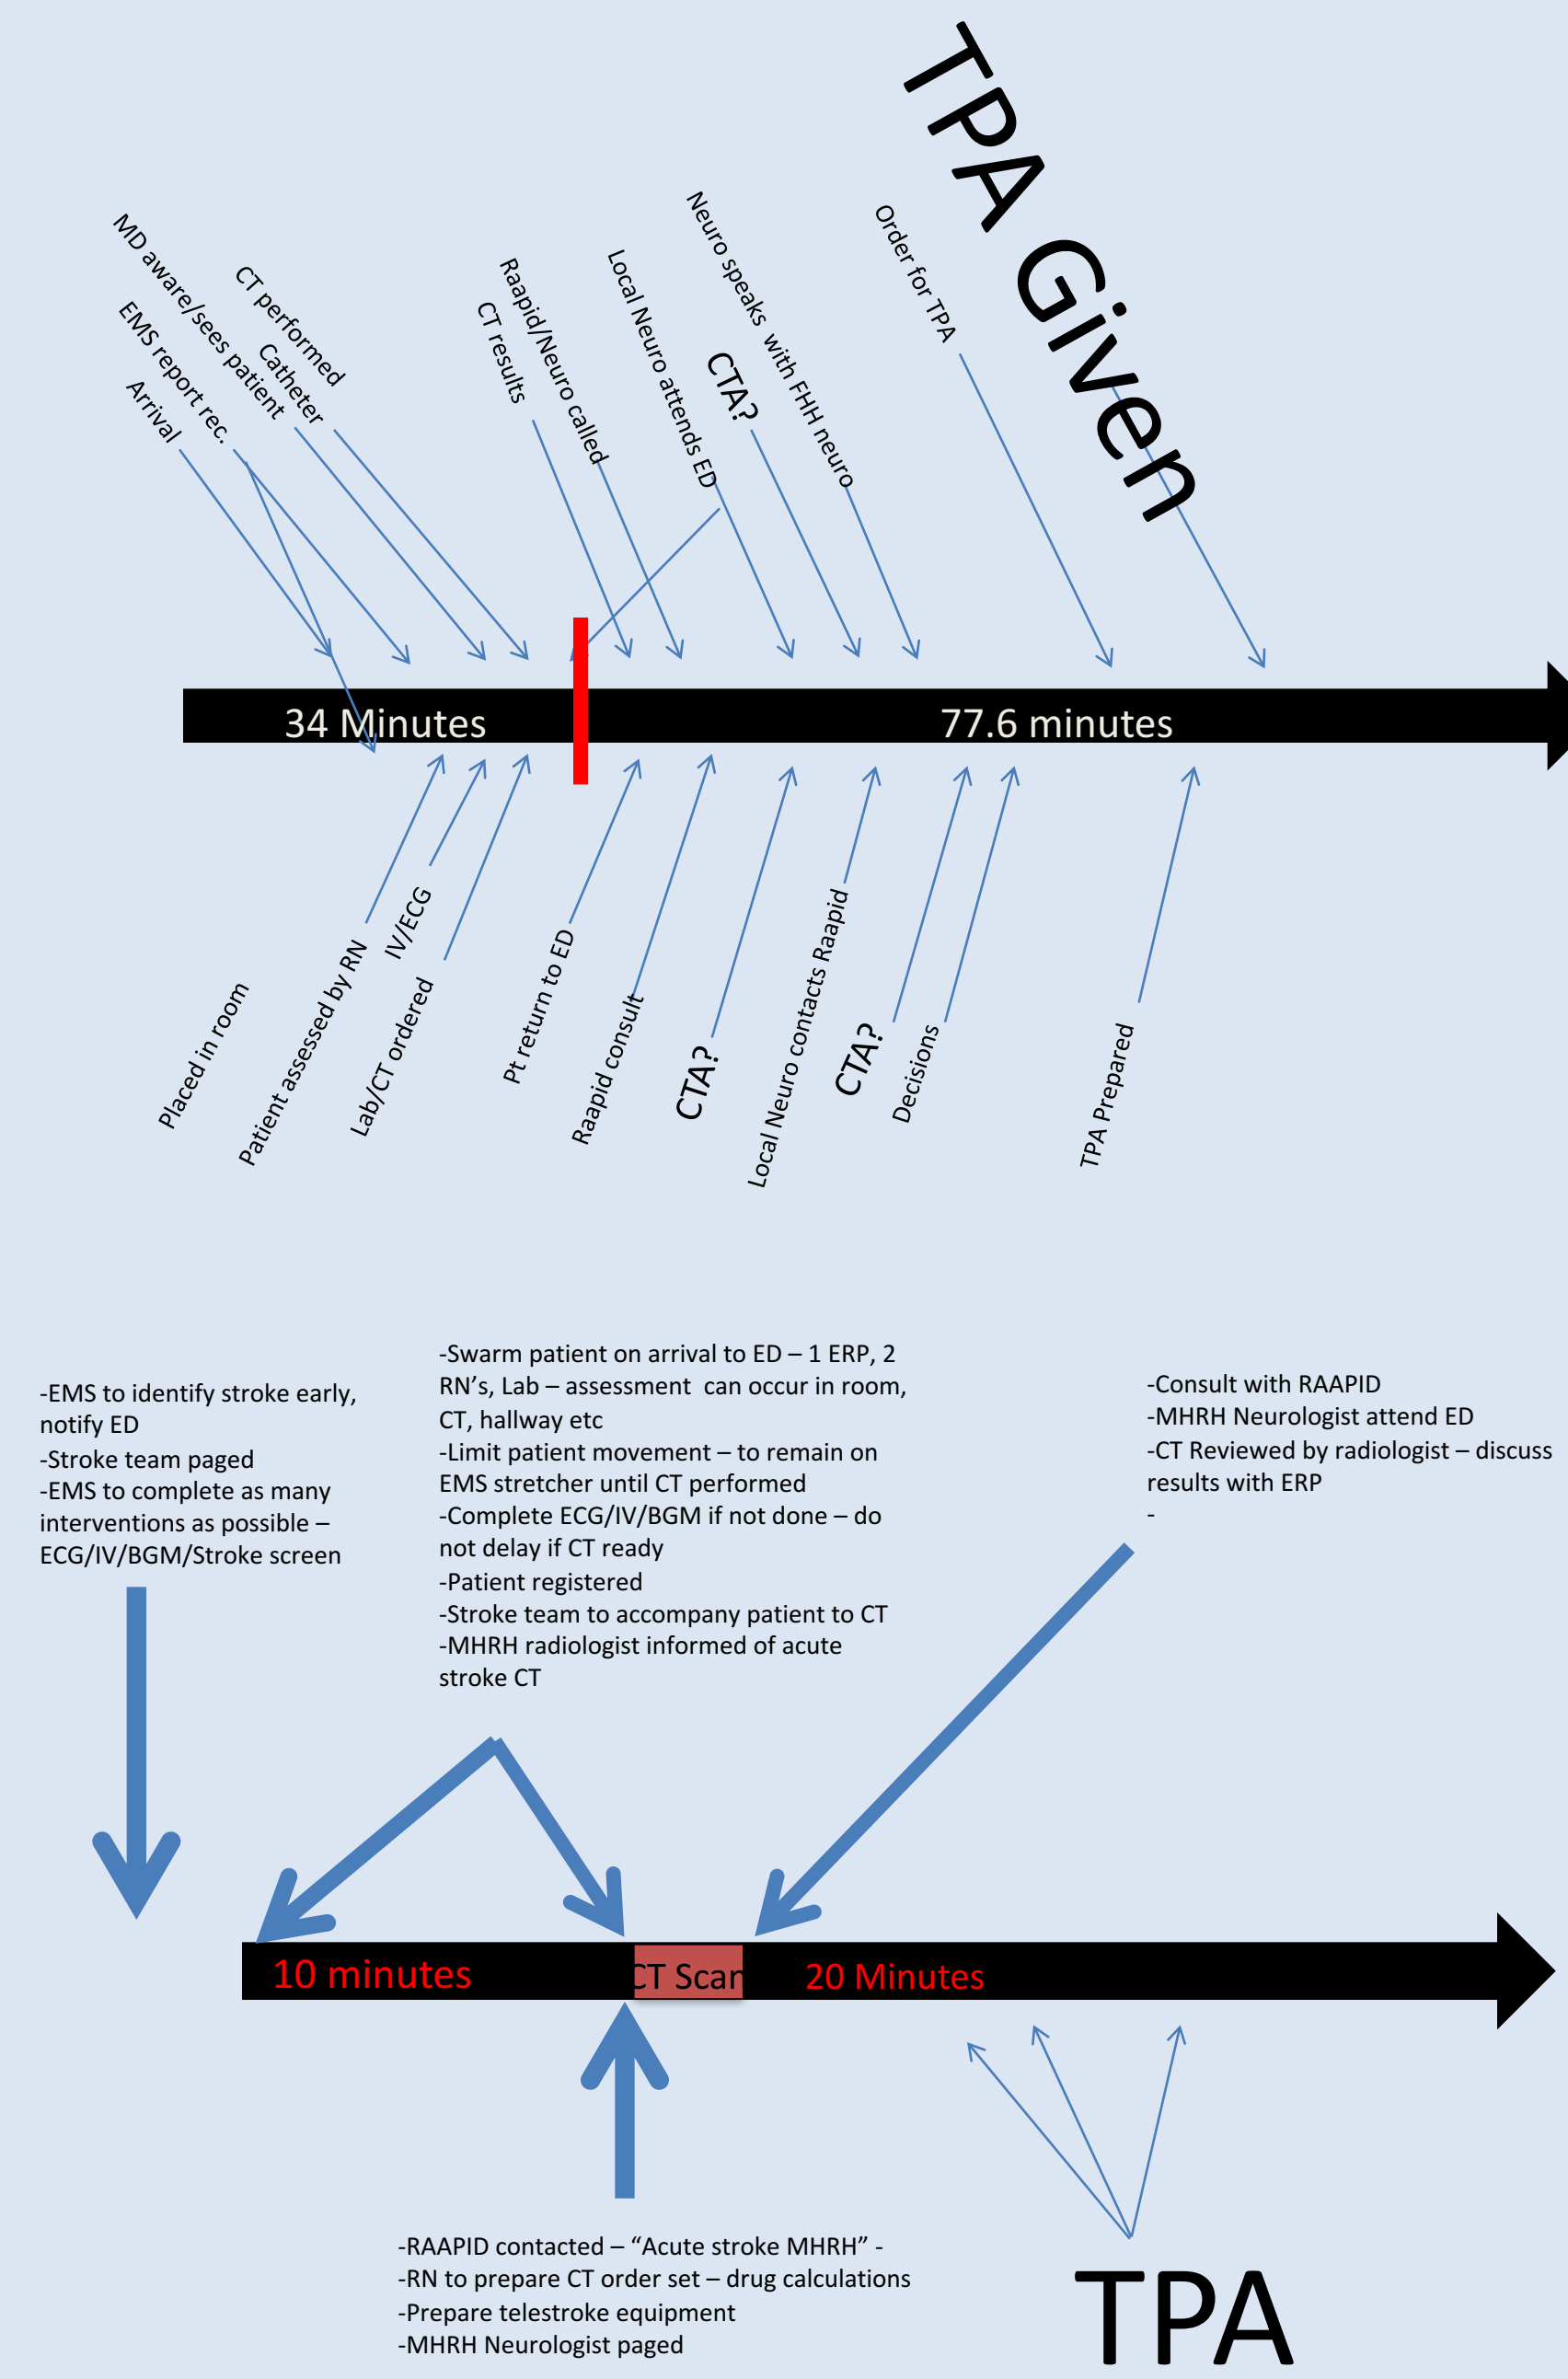 TPA Given
MD aware/sees patient
CT performed
EMS report rec.
Catheter
Arrival
Raapid/Neuro called
CT results
Local Neuro attends ED
Neuro speaks with FHH neuro
CTA?
Order for TPA
34 Minutes
77.6 minutes
Placed in room
Patient assessed by RN
IV/ECG
Lab/CT ordered
Pt return to ED
Raapid consult
CTA?
Local Neuro contacts Raapid
CTA?
Decisions
TPA Prepared
-EMS to identify stroke early,
notify ED
-Stroke team paged
-EMS to complete as many
interventions as possible –
ECG/IV/BGM/Stroke screen
-Swarm patient on arrival to ED – 1 ERP, 2
RN’s, Lab – assessment can occur in room,
CT, hallway etc
-Limit patient movement – to remain on
EMS stretcher until CT performed
-Complete ECG/IV/BGM if not done – do
not delay if CT ready
-Patient registered
-Stroke team to accompany patient to CT
-MHRH radiologist informed of acute
stroke CT
-Consult with RAAPID
-MHRH Neurologist attend ED
-CT Reviewed by radiologist – discuss
results with ERP
-
10 minutes
CT Scan
20 Minutes
-RAAPID contacted – “Acute stroke MHRH” -
-RN to prepare CT order set – drug calculations
-Prepare telestroke equipment
-MHRH Neurologist paged
TPA